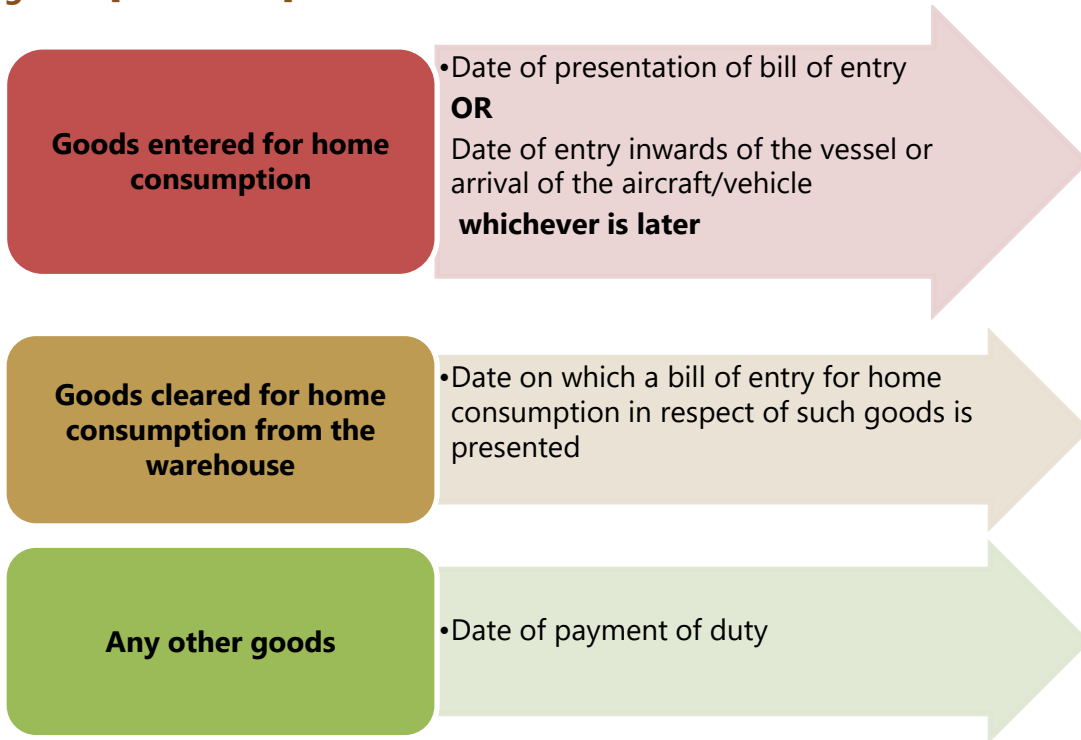 Goods entered for home
consumption
•Date of presentation of bill of entry
OR
Date of entry inwards of the vessel or
arrival of the aircraft/vehicle
whichever is later
Goods cleared for home
consumption from the
warehouse
•Date on which a bill of entry for home
consumption in respect of such goods is
presented
Any other goods
•Date of payment of duty